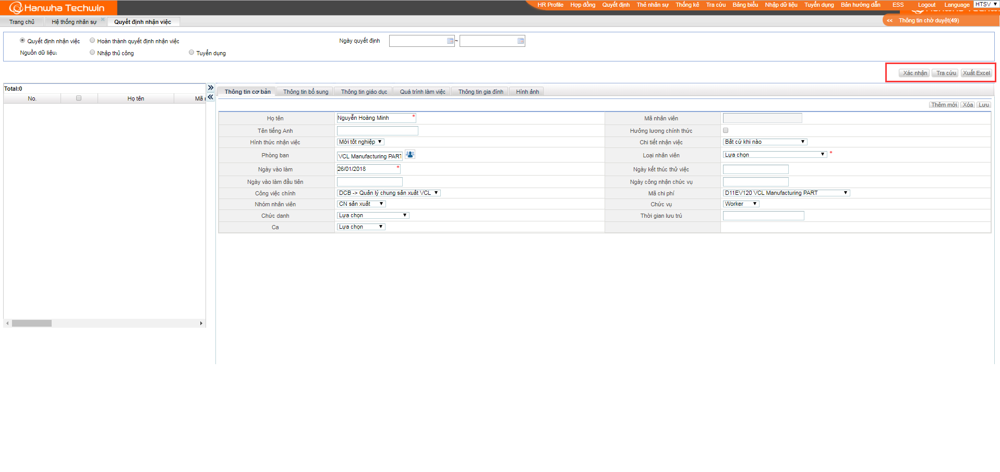 Hanwha Techwin
HR Profile Hợp đồng Quyết định Thẻ nhân sự Thống kê Tra cứu Bảng biểu Nhập dữ liệu Tuyển dụng Bản hướng dẫn ESS Logout Language HTSV
Trang chủ Hệ thống nhân sự Quyết định nhận việc
<< Thông tin chờ duyệt(49)
Quyết định nhận việc Hoàn thành quyết định nhận việc Ngày quyết định ~
Nguồn dữ liệu: Nhập thủ công Tuyển dụng
Xác nhận Tra cứu Xuất Excel
Total:0
No. Họ tên Mã
Thông tin cơ bản Thông tin bổ sung Thông tin giáo dục Quá trình làm việc Thông tin gia đình Hình ảnh
Thêm mới Xóa Lưu
Họ tên Nguyễn Hoàng Minh * Mã nhân viên
Tên tiếng Anh Hưởng lương chính thức
Hình thức nhận việc Mới tốt nghiệp Chi tiết nhận việc Bất cứ khi nào
Phòng ban VCL Manufacturing PART Loại nhân viên Lựa chọn *
Ngày vào làm 26/01/2018 * Ngày kết thúc thử việc
Ngày vào làm đầu tiên Ngày công nhận chức vụ
Công việc chính DCB -> Quản lý chung sản xuất VCL Mã chi phí D11EV120 VCL Manufacturing PART
Nhóm nhân viên CN sản xuất Chức vụ Worker
Chức danh Lựa chọn Thời gian lưu trú
Ca Lựa chọn